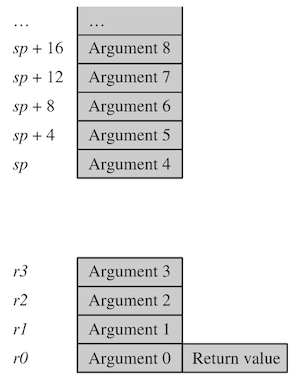 ... ...
sp + 16 Argument 8
sp + 12 Argument 7
sp + 8 Argument 6
sp + 4 Argument 5
sp Argument 4
r3 Argument 3
r2 Argument 2
r1 Argument 1
r0 Argument 0 Return value